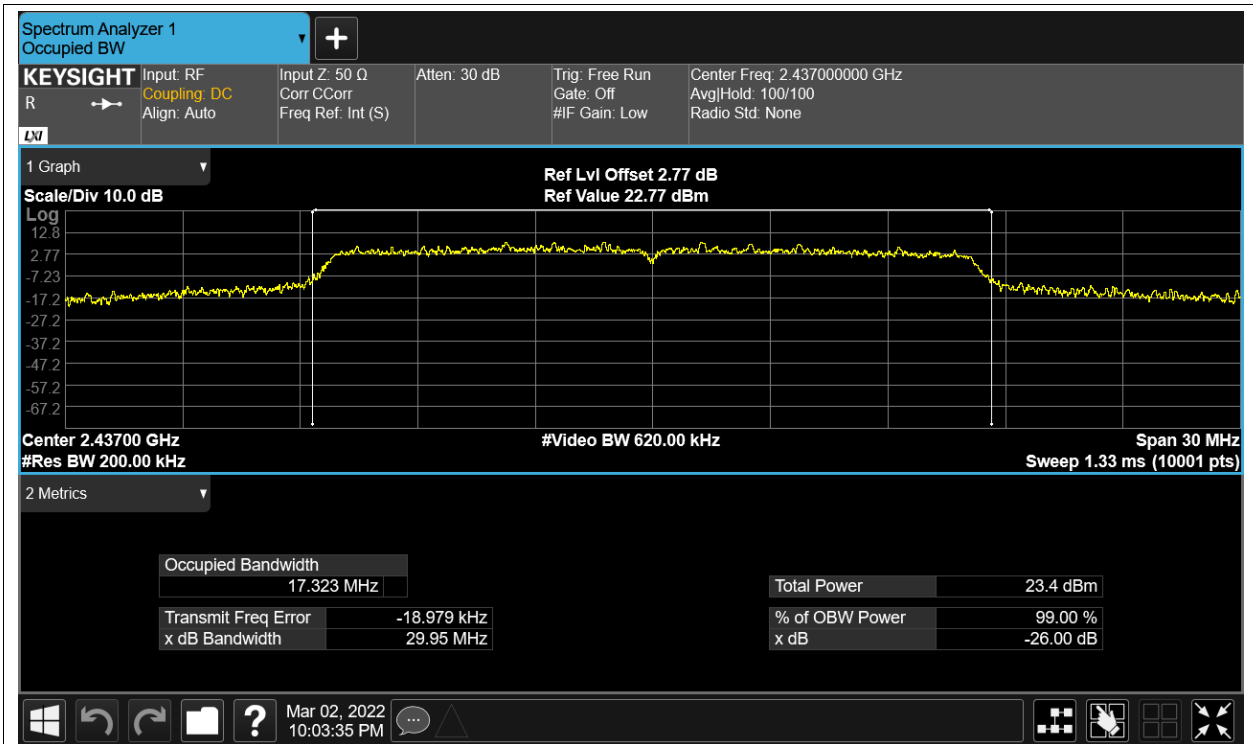 Spectrum Analyzer 1
Occupied BW
KEYSIGHT
R
LXI
Input: RF
Coupling: DC
Align: Auto
Input Z: 50 Ω
Corr CCorr
Freq Ref: Int (S)
Atten: 30 dB
Trig: Free Run
Gate: Off
#IF Gain: Low
Center Freq: 2.437000000 GHz
Avg|Hold: 100/100
Radio Std: None
1 Graph
Scale/Div 10.0 dB
Ref Lvl Offset 2.77 dB
Ref Value 22.77 dBm
Log
12.8
2.77
-7.23
-17.2
-27.2
-37.2
-47.2
-57.2
-67.2
Center 2.43700 GHz
#Video BW 620.00 kHz
Span 30 MHz
#Res BW 200.00 kHz
Sweep 1.33 ms (10001 pts)
2 Metrics
Occupied Bandwidth
17.323 MHz
Total Power 23.4 dBm
Transmit Freq Error -18.979 kHz
% of OBW Power 99.00 %
x dB Bandwidth 29.95 MHz
x dB -26.00 dB
?
Mar 02, 2022
10:03:35 PM